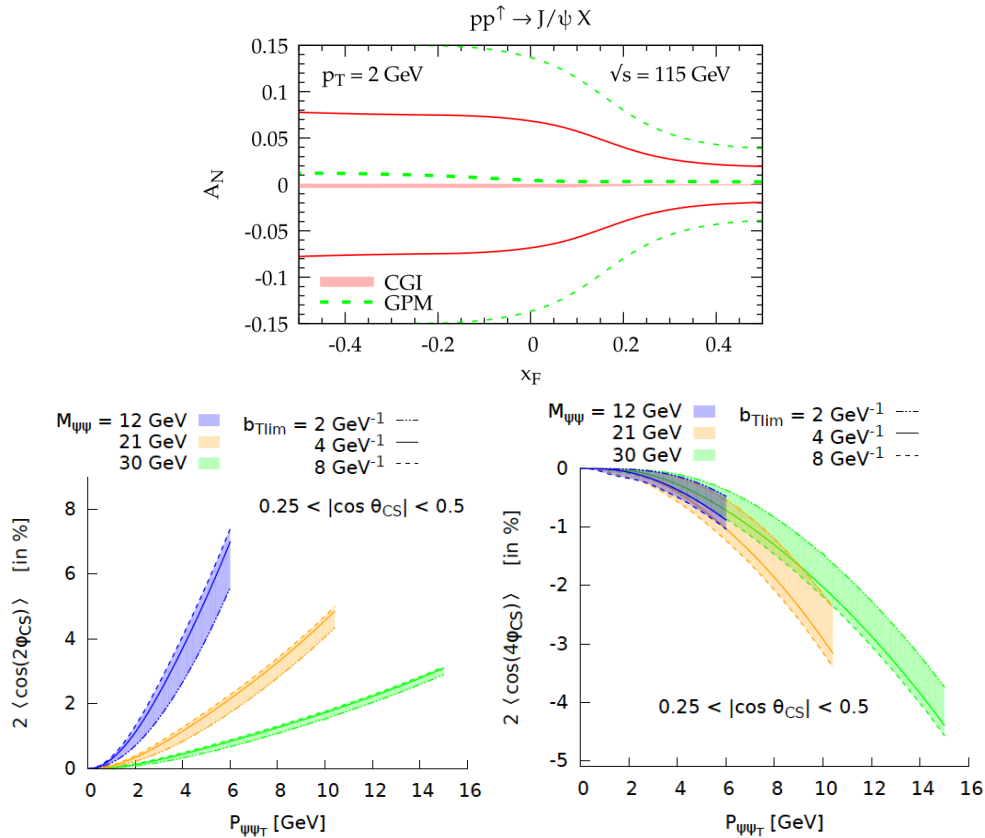 pp↑ → J/ψ X
0.15
0.1
0.05
0
-0.05
-0.1
-0.15
A_N
p_T = 2 GeV
√s = 115 GeV
CGI
GPM
-0.4
-0.2
0
0.2
0.4
x_F
M_ψψ = 12 GeV
21 GeV
30 GeV
b_Tlim = 2 GeV⁻¹
4 GeV⁻¹
8 GeV⁻¹
0.25 < |cos θ_CS| < 0.5
2 ⟨ cos(2φ_CS) ⟩ [in %]
8
6
4
2
0
0 2 4 6 8 10 12 14 16
P_ψψ_T [GeV]
M_ψψ = 12 GeV
21 GeV
30 GeV
b_Tlim = 2 GeV⁻¹
4 GeV⁻¹
8 GeV⁻¹
0
-1
-2
-3
-4
-5
2 ⟨ cos(4φ_CS) ⟩ [in %]
0.25 < |cos θ_CS| < 0.5
0 2 4 6 8 10 12 14 16
P_ψψ_T [GeV]